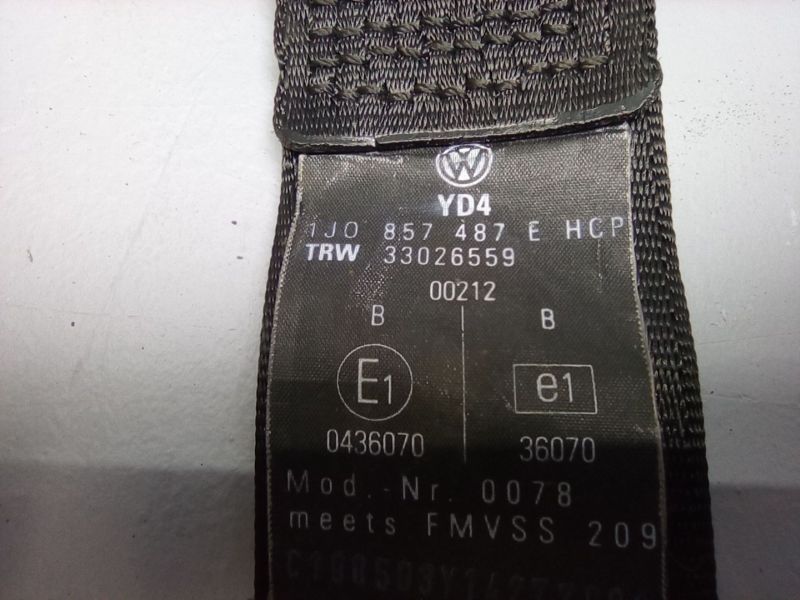 YD4
1J0 857 487 E HCP
TRW 33026559
00212
B B
E1 e1
0436070 36070
Mod.-Nr. 0078
meets FMVSS 209